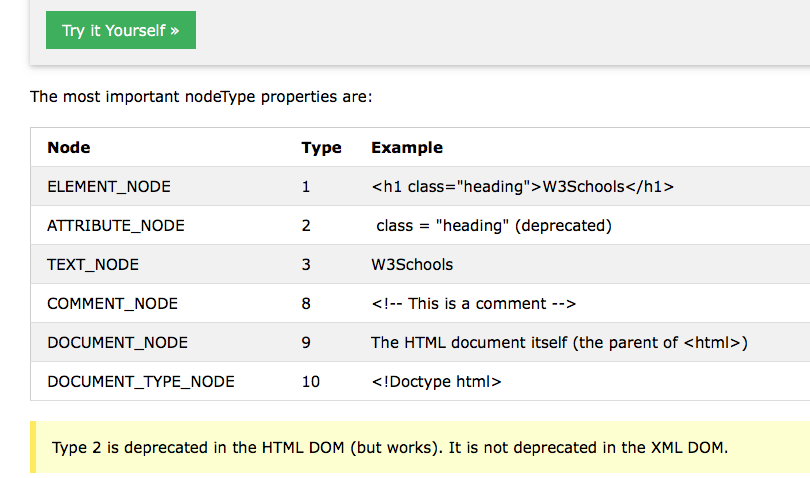 Try it Yourself »
The most important nodeType properties are:
Node Type Example
ELEMENT_NODE 1 <h1 class="heading">W3Schools</h1>
ATTRIBUTE_NODE 2 class = "heading" (deprecated)
TEXT_NODE 3 W3Schools
COMMENT_NODE 8 <!-- This is a comment -->
DOCUMENT_NODE 9 The HTML document itself (the parent of <html>)
DOCUMENT_TYPE_NODE 10 <!Doctype html>
Type 2 is deprecated in the HTML DOM (but works). It is not deprecated in the XML DOM.